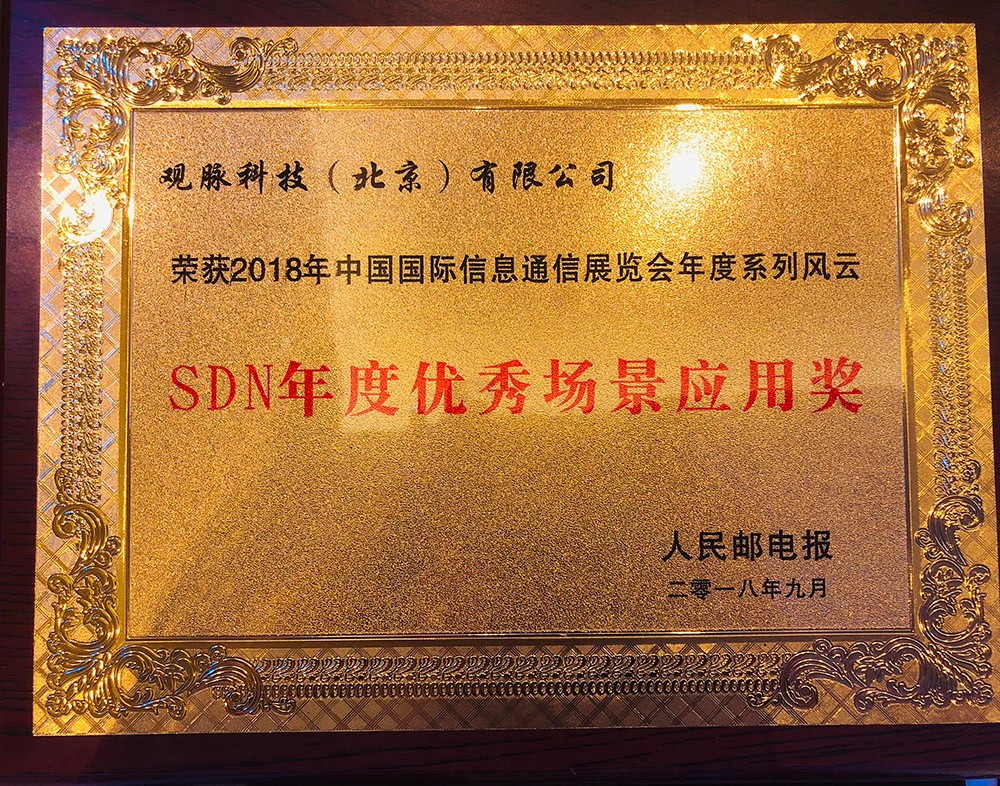 观脉科技（北京）有限公司
荣获2018年中国国际信息通信展览会年度系列风云
SDN年度优秀场景应用奖
人民邮电报
二零一八年九月